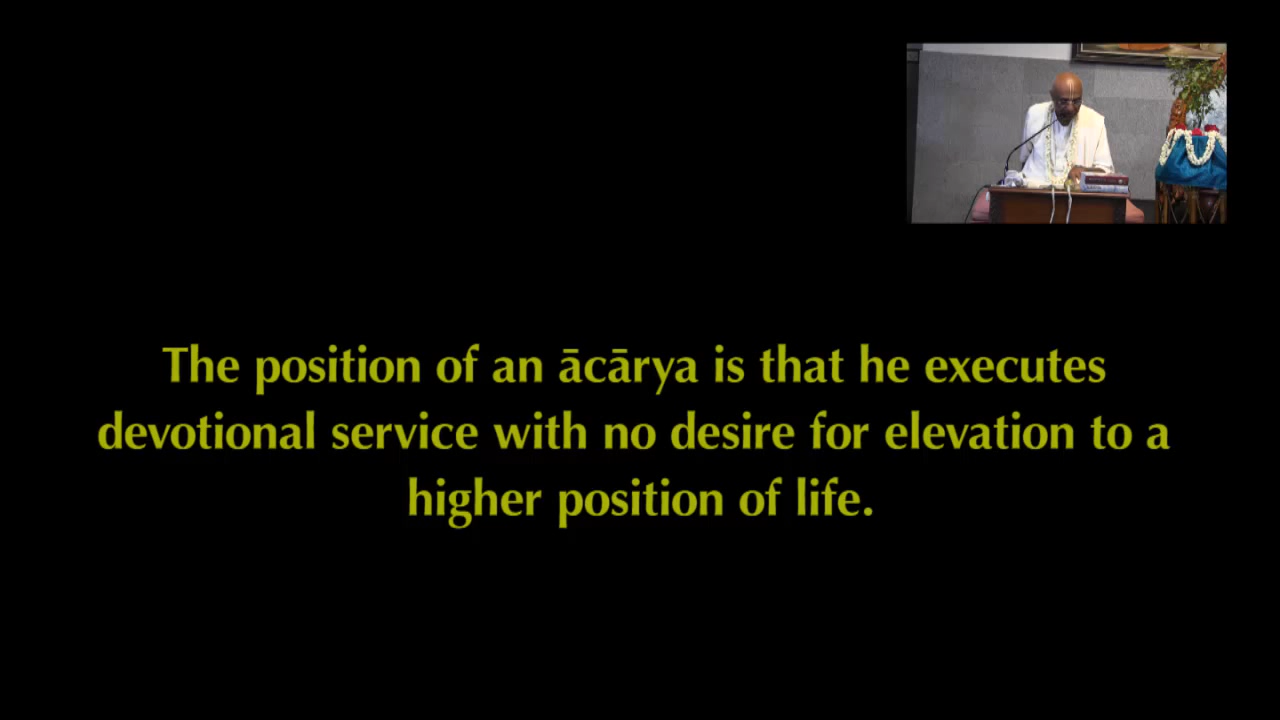 The position of an ācārya is that he executes
devotional service with no desire for elevation to a
higher position of life.